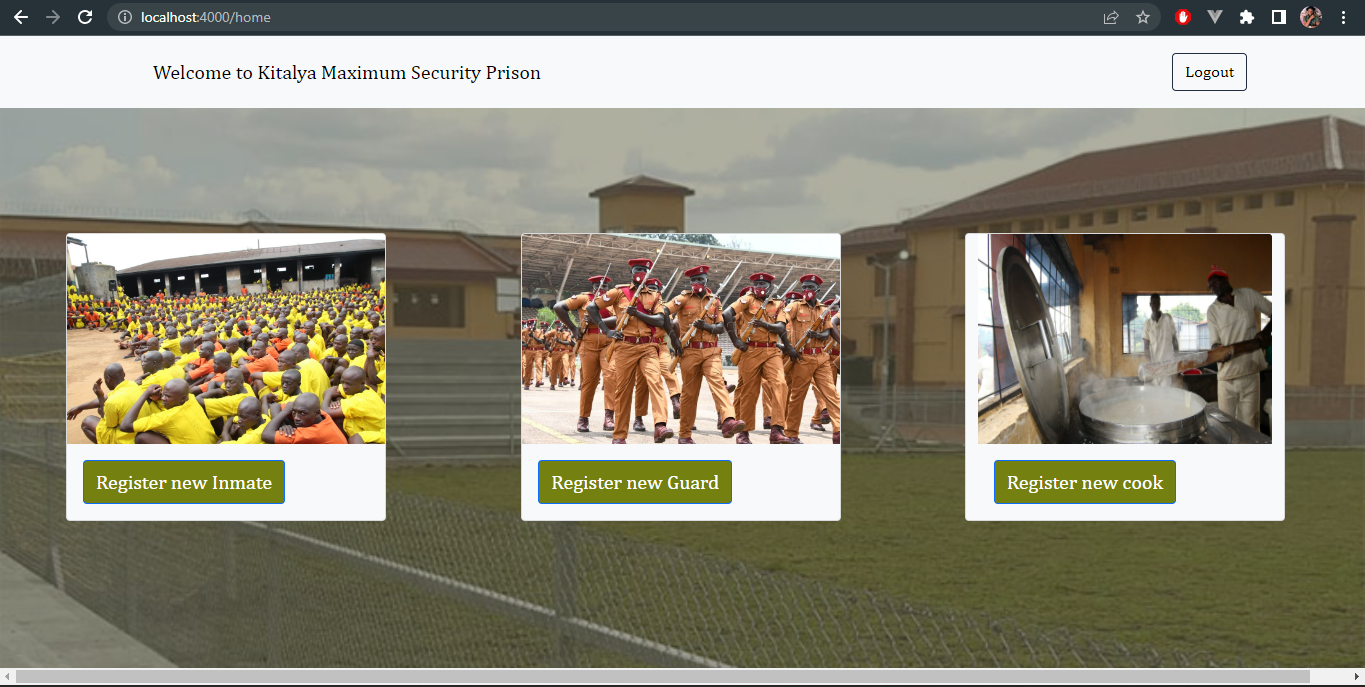 localhost:4000/home
Welcome to Kitalya Maximum Security Prison
Logout
Register new Inmate
Register new Guard
Register new cook